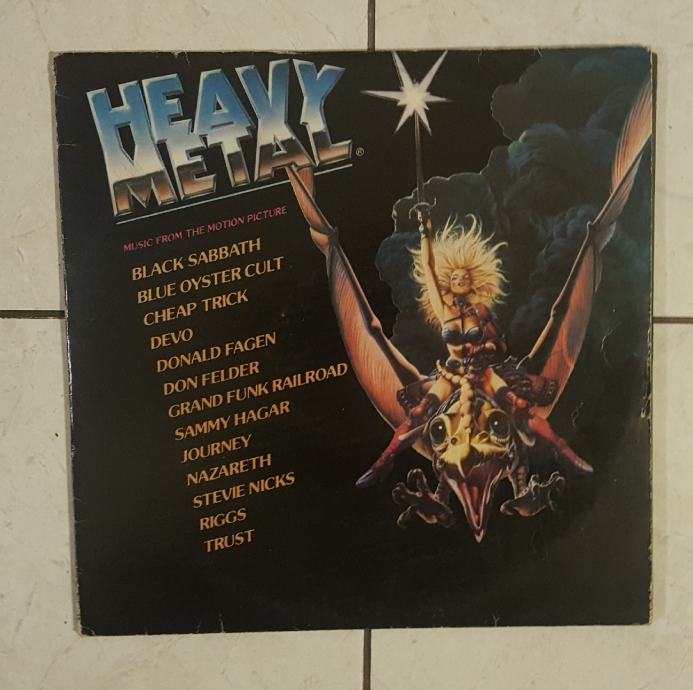 HEAVY
METAL®
MUSIC FROM THE MOTION PICTURE
BLACK SABBATH
BLUE OYSTER CULT
CHEAP TRICK
DEVO
DONALD FAGEN
DON FELDER
GRAND FUNK RAILROAD
SAMMY HAGAR
JOURNEY
NAZARETH
STEVIE NICKS
RIGGS
TRUST